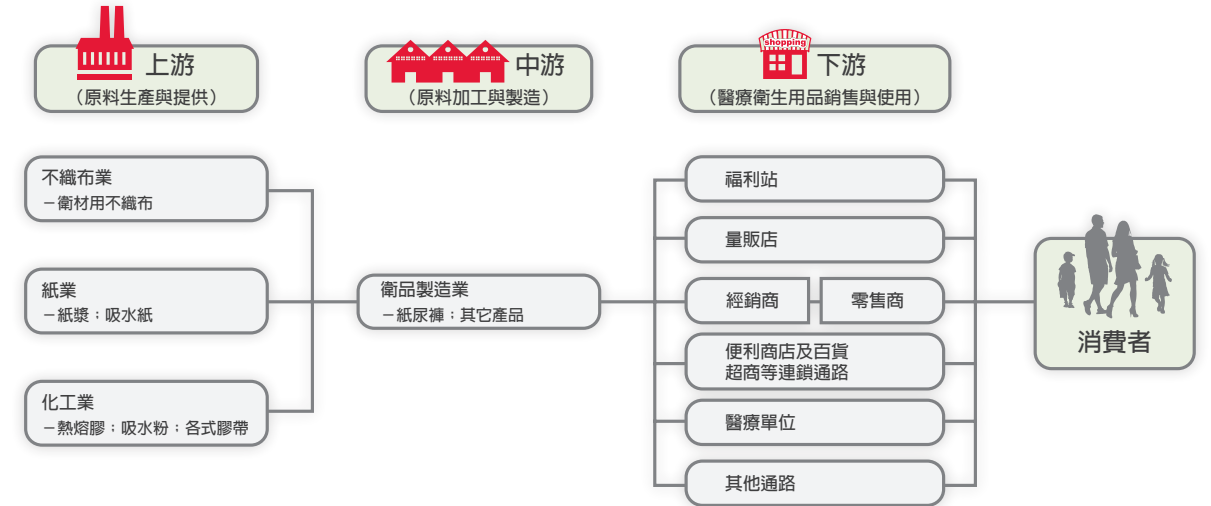 上游
（原料生產與提供）
中游
（原料加工與製造）
shopping
下游
（醫療衛生用品銷售與使用）
不織布業
－衛材用不織布
紙業
－紙漿；吸水紙
化工業
－熱熔膠；吸水粉；各式膠帶
衛品製造業
－紙尿褲；其它產品
福利站
量販店
經銷商
零售商
便利商店及百貨
超商等連鎖通路
醫療單位
其他通路
消費者